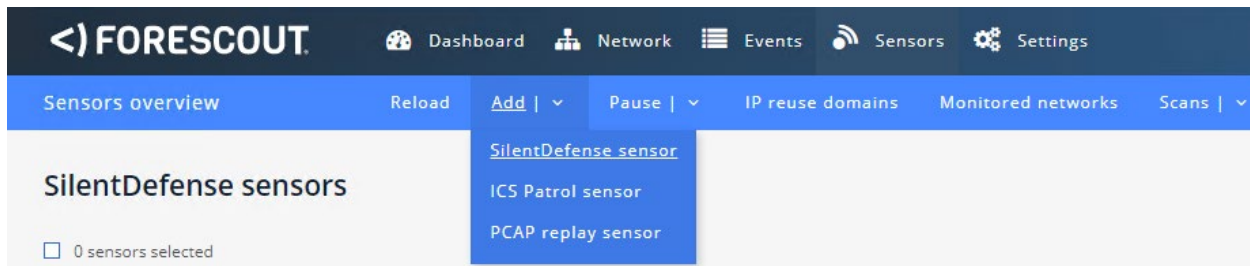 <) FORESCOUT. Dashboard Network Events Sensors Settings
Sensors overview Reload Add | Pause | IP reuse domains Monitored networks Scans |
SilentDefense sensor
SilentDefense sensors
ICS Patrol sensor
PCAP replay sensor
0 sensors selected